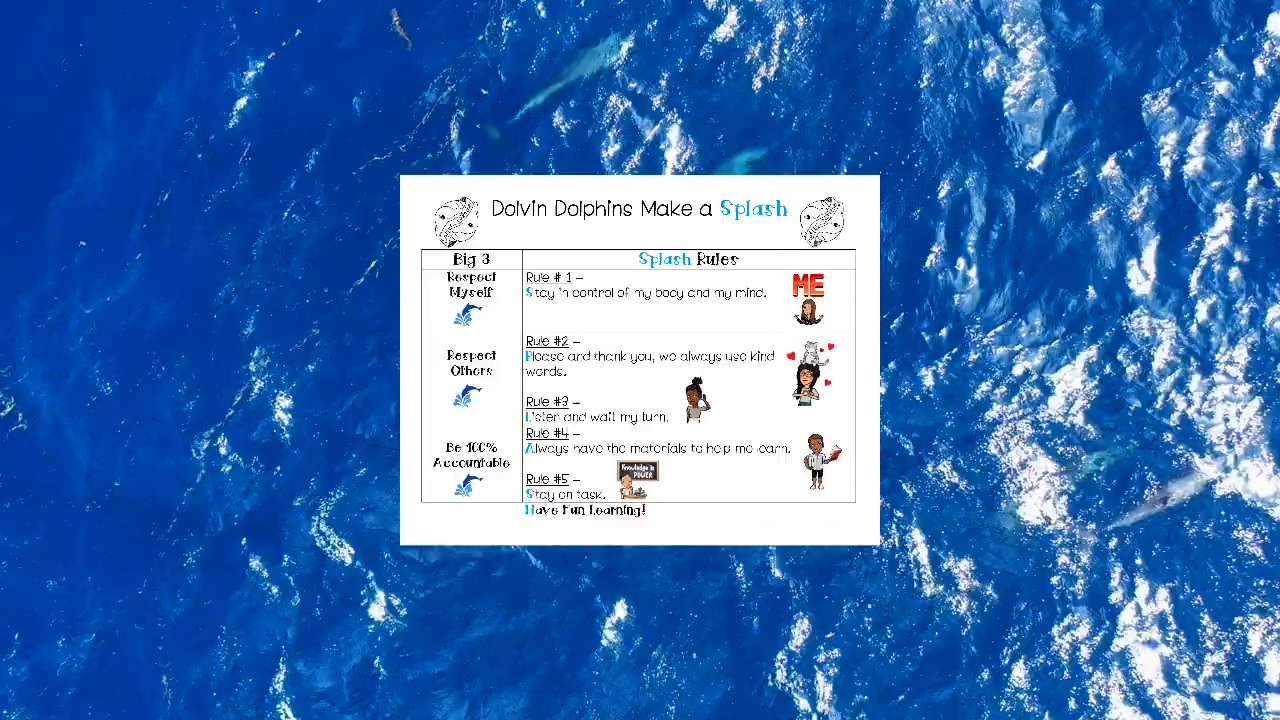 Dolvin Dolphins Make a Splash
Big 3
Splash Rules
Respect
Myself
Rule # 1 –
Stay in control of my body and my mind.
ME
Respect
Others
Rule #2 –
Please and thank you, we always use kind
words.
Rule #3 –
Listen and wait my turn.
Be 100%
Accountable
Rule #4 –
Always have the materials to help me learn.
Rule #5 –
Stay on task.
Knowledge is
POWER
Have Fun Learning!